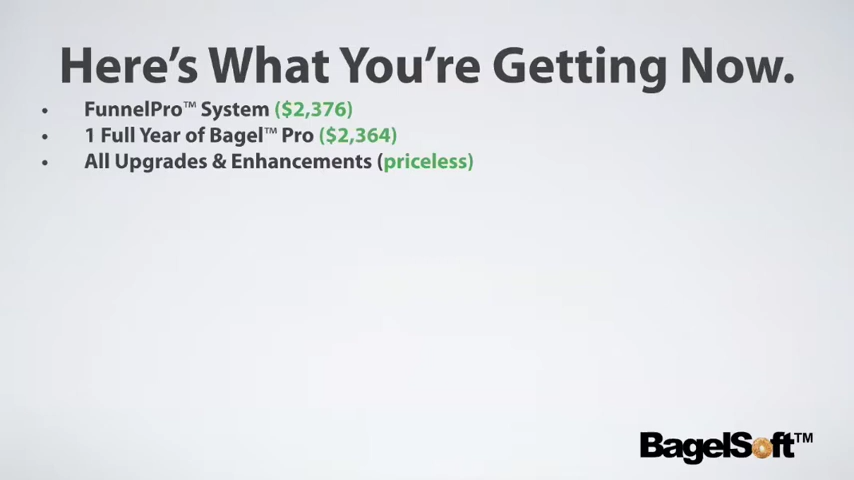 Here's What You're Getting Now.
• FunnelPro™ System ($2,376)
• 1 Full Year of Bagel™ Pro ($2,364)
• All Upgrades & Enhancements (priceless)
BagelSoft™